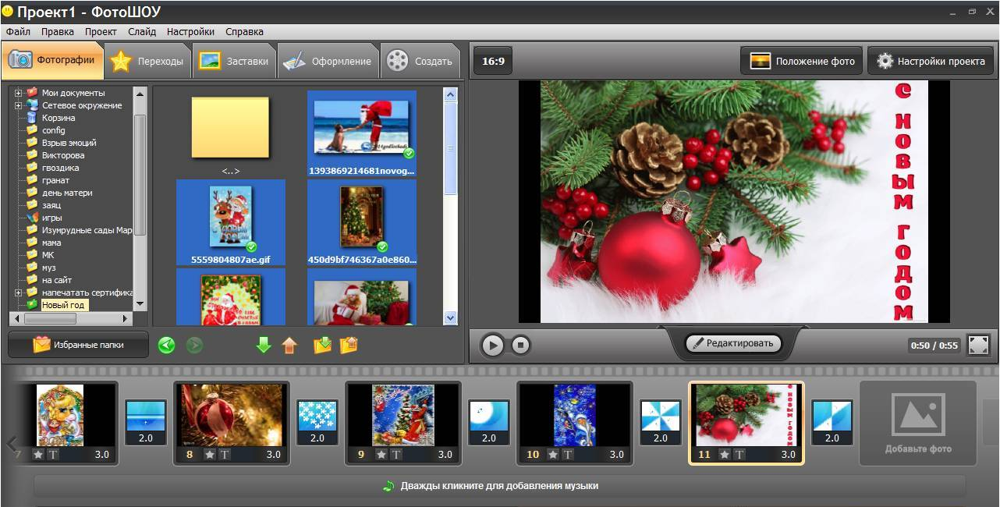 Проект1 - ФотоШОУ
Файл Правка Проект Слайд Настройки Справка
Фотографии Переходы Заставки Оформление Создать
16:9 Положение фото Настройки проекта
Мои документы
Сетевое окружение
Корзина
config
Взрыв эмоций
Викторова
гвоздика
гранат
день матери
заяц
игры
Изумрудные сады Мар
мама
МК
муз
на сайт
напечатать сертифика
Новый год
<..>
1393869214681novog...
5559804807ae.gif
450d9bf746367a0e860...
С НОВЫМ ГОДОМ
Избранные папки
Редактировать
0:50 / 0:55
7 T 3.0
2.0
8 T 3.0
2.0
9 T 3.0
2.0
10 T 3.0
2.0
С НОВЫМ ГОДОМ
11 T 3.0
2.0
Добавьте фото
Дважды кликните для добавления музыки